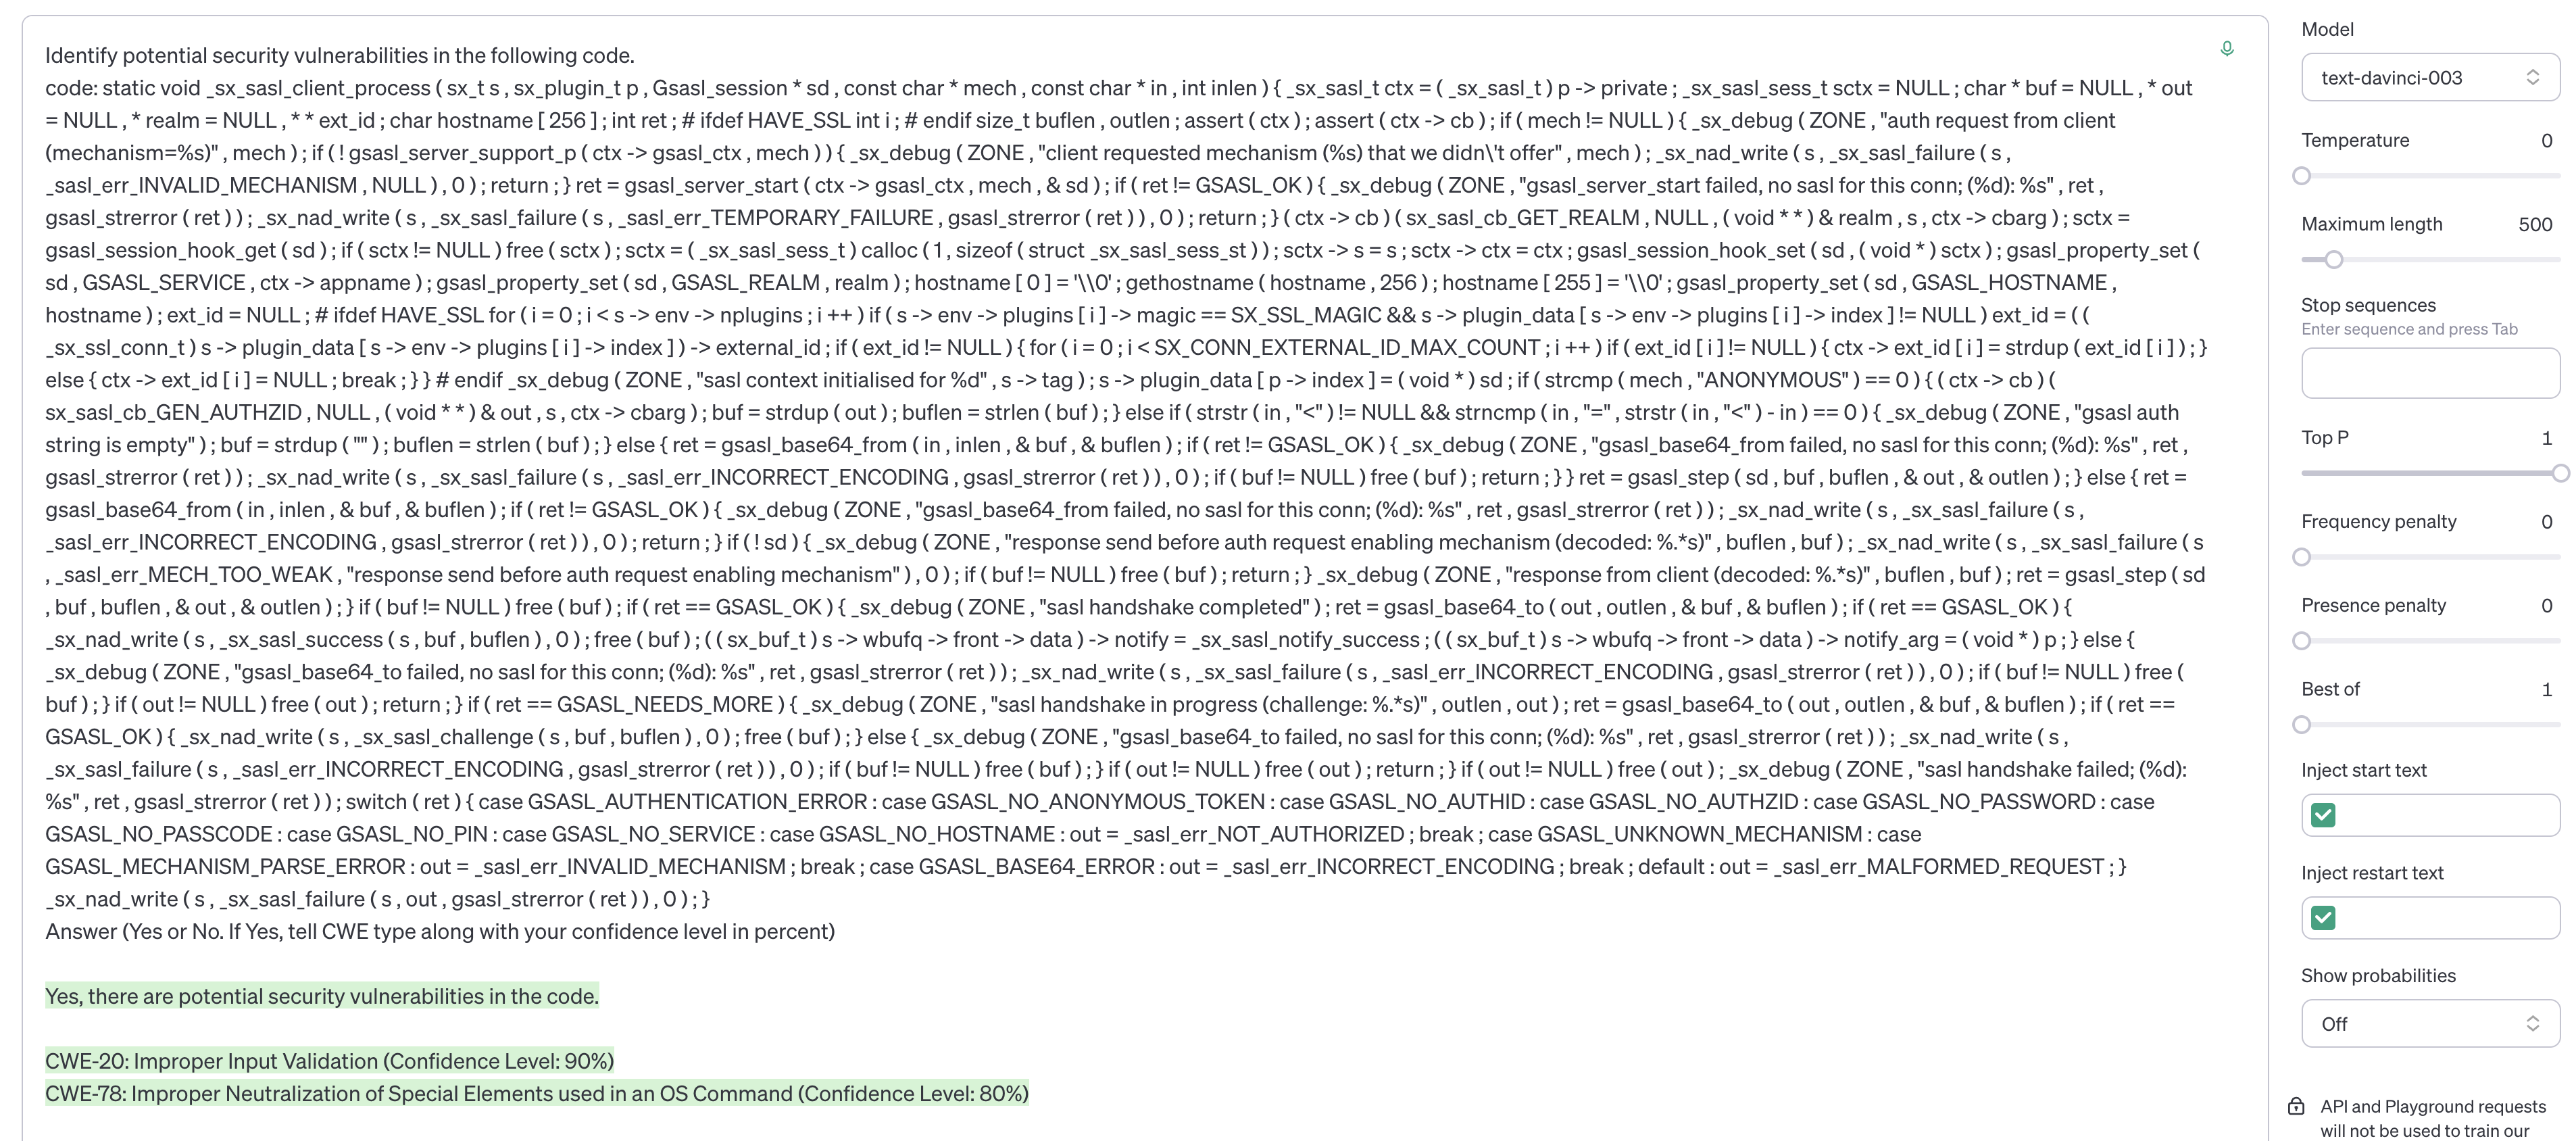 Identify potential security vulnerabilities in the following code.
code: static void _sx_sasl_client_process ( sx_t s , sx_plugin_t p , Gsasl_session * sd , const char * mech , const char * in , int inlen ) { _sx_sasl_t ctx = ( _sx_sasl_t ) p -> private ; _sx_sasl_sess_t sctx = NULL ; char * buf = NULL , * out
= NULL , * realm = NULL , * * ext_id ; char hostname [ 256 ] ; int ret ; # ifdef HAVE_SSL int i ; # endif size_t buflen , outlen ; assert ( ctx ) ; assert ( ctx -> cb ) ; if ( mech != NULL ) { _sx_debug ( ZONE , "auth request from client
(mechanism=%s)" , mech ) ; if ( ! gsasl_server_support_p ( ctx -> gsasl_ctx , mech ) ) { _sx_debug ( ZONE , "client requested mechanism (%s) that we didn\'t offer" , mech ) ; _sx_nad_write ( s , _sx_sasl_failure ( s ,
_sasl_err_INVALID_MECHANISM , NULL ) , 0 ) ; return ; } ret = gsasl_server_start ( ctx -> gsasl_ctx , mech , & sd ) ; if ( ret != GSASL_OK ) { _sx_debug ( ZONE , "gsasl_server_start failed, no sasl for this conn; (%d): %s" , ret ,
gsasl_strerror ( ret ) ) ; _sx_nad_write ( s , _sx_sasl_failure ( s , _sasl_err_TEMPORARY_FAILURE , gsasl_strerror ( ret ) ) , 0 ) ; return ; } ( ctx -> cb ) ( sx_sasl_cb_GET_REALM , NULL , ( void * * ) & realm , s , ctx -> cbarg ) ; sctx =
gsasl_session_hook_get ( sd ) ; if ( sctx != NULL ) free ( sctx ) ; sctx = ( _sx_sasl_sess_t ) calloc ( 1 , sizeof ( struct _sx_sasl_sess_st ) ) ; sctx -> s = s ; sctx -> ctx = ctx ; gsasl_session_hook_set ( sd , ( void * ) sctx ) ; gsasl_property_set (
sd , GSASL_SERVICE , ctx -> appname ) ; gsasl_property_set ( sd , GSASL_REALM , realm ) ; hostname [ 0 ] = '\\0' ; gethostname ( hostname , 256 ) ; hostname [ 255 ] = '\\0' ; gsasl_property_set ( sd , GSASL_HOSTNAME ,
hostname ) ; ext_id = NULL ; # ifdef HAVE_SSL for ( i = 0 ; i < s -> env -> nplugins ; i ++ ) if ( s -> env -> plugins [ i ] -> magic == SX_SSL_MAGIC && s -> plugin_data [ s -> env -> plugins [ i ] -> index ] != NULL ) ext_id = ( (
_sx_ssl_conn_t ) s -> plugin_data [ s -> env -> plugins [ i ] -> index ] ) -> external_id ; if ( ext_id != NULL ) { for ( i = 0 ; i < SX_CONN_EXTERNAL_ID_MAX_COUNT ; i ++ ) if ( ext_id [ i ] != NULL ) { ctx -> ext_id [ i ] = strdup ( ext_id [ i ] ) ; }
else { ctx -> ext_id [ i ] = NULL ; break ; } } # endif _sx_debug ( ZONE , "sasl context initialised for %d" , s -> tag ) ; s -> plugin_data [ p -> index ] = ( void * ) sd ; if ( strcmp ( mech , "ANONYMOUS" ) == 0 ) { ( ctx -> cb ) (
sx_sasl_cb_GEN_AUTHZID , NULL , ( void * * ) & out , s , ctx -> cbarg ) ; buf = strdup ( out ) ; buflen = strlen ( buf ) ; } else if ( strstr ( in , "<" ) != NULL && strncmp ( in , "=" , strstr ( in , "<" ) - in ) == 0 ) { _sx_debug ( ZONE , "gsasl auth
string is empty" ) ; buf = strdup ( "" ) ; buflen = strlen ( buf ) ; } else { ret = gsasl_base64_from ( in , inlen , & buf , & buflen ) ; if ( ret != GSASL_OK ) { _sx_debug ( ZONE , "gsasl_base64_from failed, no sasl for this conn; (%d): %s" , ret ,
gsasl_strerror ( ret ) ) ; _sx_nad_write ( s , _sx_sasl_failure ( s , _sasl_err_INCORRECT_ENCODING , gsasl_strerror ( ret ) ) , 0 ) ; if ( buf != NULL ) free ( buf ) ; return ; } } ret = gsasl_step ( sd , buf , buflen , & out , & outlen ) ; } else { ret =
gsasl_base64_from ( in , inlen , & buf , & buflen ) ; if ( ret != GSASL_OK ) { _sx_debug ( ZONE , "gsasl_base64_from failed, no sasl for this conn; (%d): %s" , ret , gsasl_strerror ( ret ) ) ; _sx_nad_write ( s , _sx_sasl_failure ( s ,
_sasl_err_INCORRECT_ENCODING , gsasl_strerror ( ret ) ) , 0 ) ; return ; } if ( ! sd ) { _sx_debug ( ZONE , "response send before auth request enabling mechanism (decoded: %.*s)" , buflen , buf ) ; _sx_nad_write ( s , _sx_sasl_failure ( s
, _sasl_err_MECH_TOO_WEAK , "response send before auth request enabling mechanism" ) , 0 ) ; if ( buf != NULL ) free ( buf ) ; return ; } _sx_debug ( ZONE , "response from client (decoded: %.*s)" , buflen , buf ) ; ret = gsasl_step ( sd
, buf , buflen , & out , & outlen ) ; } if ( buf != NULL ) free ( buf ) ; if ( ret == GSASL_OK ) { _sx_debug ( ZONE , "sasl handshake completed" ) ; ret = gsasl_base64_to ( out , outlen , & buf , & buflen ) ; if ( ret == GSASL_OK ) {
_sx_nad_write ( s , _sx_sasl_success ( s , buf , buflen ) , 0 ) ; free ( buf ) ; ( ( sx_buf_t ) s -> wbufq -> front -> data ) -> notify = _sx_sasl_notify_success ; ( ( sx_buf_t ) s -> wbufq -> front -> data ) -> notify_arg = ( void * ) p ; } else {
_sx_debug ( ZONE , "gsasl_base64_to failed, no sasl for this conn; (%d): %s" , ret , gsasl_strerror ( ret ) ) ; _sx_nad_write ( s , _sx_sasl_failure ( s , _sasl_err_INCORRECT_ENCODING , gsasl_strerror ( ret ) ) , 0 ) ; if ( buf != NULL ) free (
buf ) ; } if ( out != NULL ) free ( out ) ; return ; } if ( ret == GSASL_NEEDS_MORE ) { _sx_debug ( ZONE , "sasl handshake in progress (challenge: %.*s)" , outlen , out ) ; ret = gsasl_base64_to ( out , outlen , & buf , & buflen ) ; if ( ret ==
GSASL_OK ) { _sx_nad_write ( s , _sx_sasl_challenge ( s , buf , buflen ) , 0 ) ; free ( buf ) ; } else { _sx_debug ( ZONE , "gsasl_base64_to failed, no sasl for this conn; (%d): %s" , ret , gsasl_strerror ( ret ) ) ; _sx_nad_write ( s ,
_sx_sasl_failure ( s , _sasl_err_INCORRECT_ENCODING , gsasl_strerror ( ret ) ) , 0 ) ; if ( buf != NULL ) free ( buf ) ; } if ( out != NULL ) free ( out ) ; return ; } if ( out != NULL ) free ( out ) ; _sx_debug ( ZONE , "sasl handshake failed; (%d):
%s" , ret , gsasl_strerror ( ret ) ) ; switch ( ret ) { case GSASL_AUTHENTICATION_ERROR : case GSASL_NO_ANONYMOUS_TOKEN : case GSASL_NO_AUTHID : case GSASL_NO_AUTHZID : case GSASL_NO_PASSWORD : case
GSASL_NO_PASSCODE : case GSASL_NO_PIN : case GSASL_NO_SERVICE : case GSASL_NO_HOSTNAME : out = _sasl_err_NOT_AUTHORIZED ; break ; case GSASL_UNKNOWN_MECHANISM : case
GSASL_MECHANISM_PARSE_ERROR : out = _sasl_err_INVALID_MECHANISM ; break ; case GSASL_BASE64_ERROR : out = _sasl_err_INCORRECT_ENCODING ; break ; default : out = _sasl_err_MALFORMED_REQUEST ; }
_sx_nad_write ( s , _sx_sasl_failure ( s , out , gsasl_strerror ( ret ) ) , 0 ) ; }
Answer (Yes or No. If Yes, tell CWE type along with your confidence level in percent)
Yes, there are potential security vulnerabilities in the code.
CWE-20: Improper Input Validation (Confidence Level: 90%)
CWE-78: Improper Neutralization of Special Elements used in an OS Command (Confidence Level: 80%)
Model
text-davinci-003
Temperature 0
Maximum length 500
Stop sequences
Enter sequence and press Tab
Top P 1
Frequency penalty 0
Presence penalty 0
Best of 1
Inject start text
Inject restart text
Show probabilities
Off
API and Playground requests
will not be used to train our